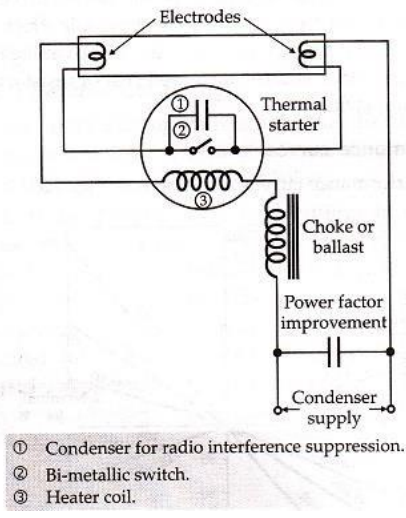 Electrodes
①
②
Thermal
starter
③
Choke or
ballast
Power factor
improvement
Condenser
supply
① Condenser for radio interference suppression.
② Bi-metallic switch.
③ Heater coil.